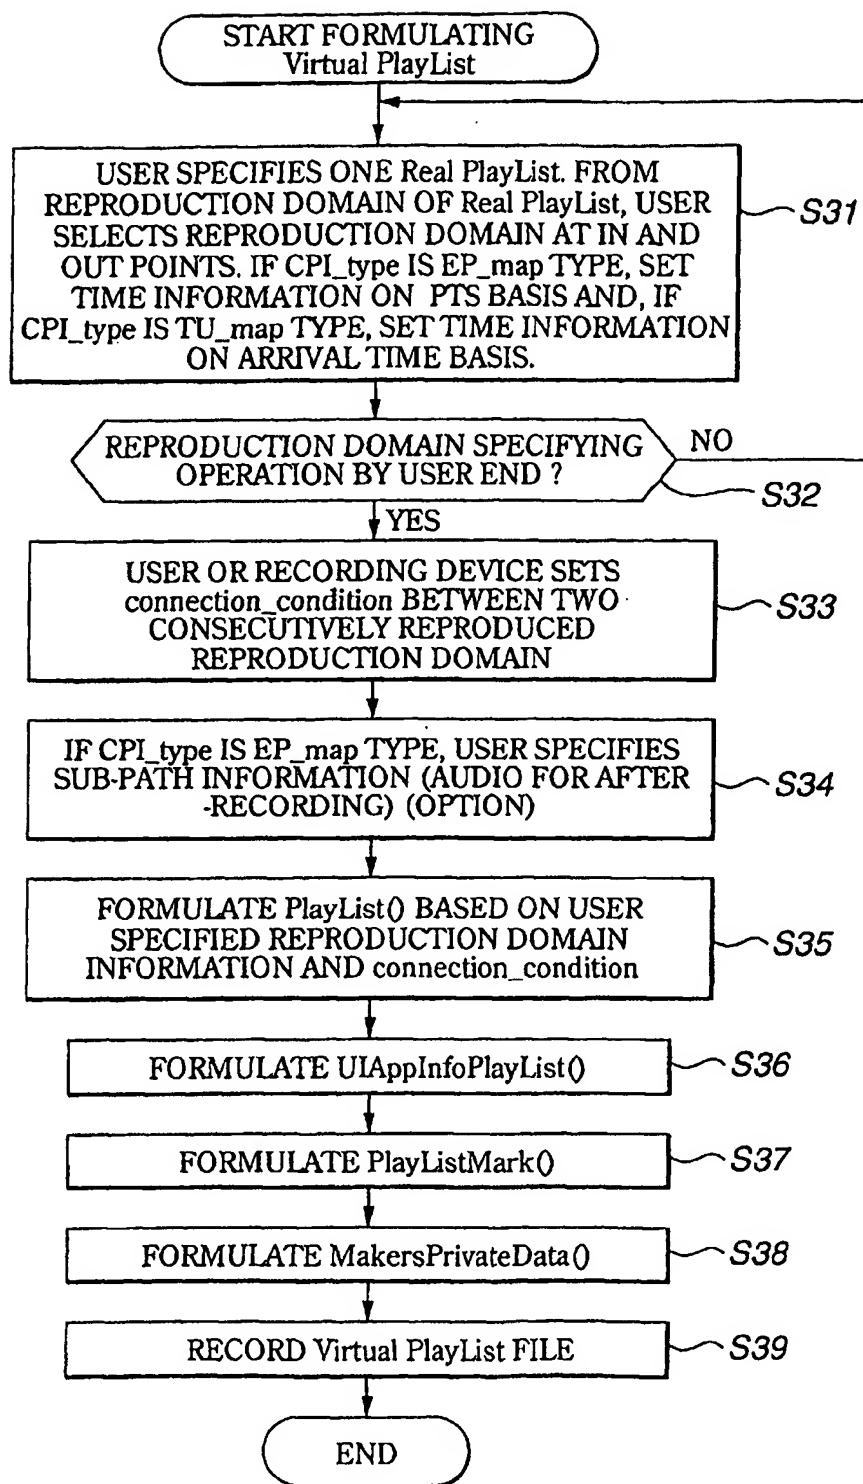 START FORMULATING
Virtual PlayList
USER SPECIFIES ONE Real PlayList. FROM
REPRODUCTION DOMAIN OF Real PlayList, USER
SELECTS REPRODUCTION DOMAIN AT IN AND
OUT POINTS. IF CPI_type IS EP_map TYPE, SET
TIME INFORMATION ON PTS BASIS AND, IF
CPI_type IS TU_map TYPE, SET TIME INFORMATION
ON ARRIVAL TIME BASIS.
S31
REPRODUCTION DOMAIN SPECIFYING
OPERATION BY USER END ?
NO
S32
YES
USER OR RECORDING DEVICE SETS
connection_condition BETWEEN TWO
CONSECUTIVELY REPRODUCED
REPRODUCTION DOMAIN
S33
IF CPI_type IS EP_map TYPE, USER SPECIFIES
SUB-PATH INFORMATION (AUDIO FOR AFTER
-RECORDING) (OPTION)
S34
FORMULATE PlayList() BASED ON USER
SPECIFIED REPRODUCTION DOMAIN
INFORMATION AND connection_condition
S35
FORMULATE UIAppInfoPlayList()
S36
FORMULATE PlayListMark()
S37
FORMULATE MakersPrivateData()
S38
RECORD Virtual PlayList FILE
S39
END